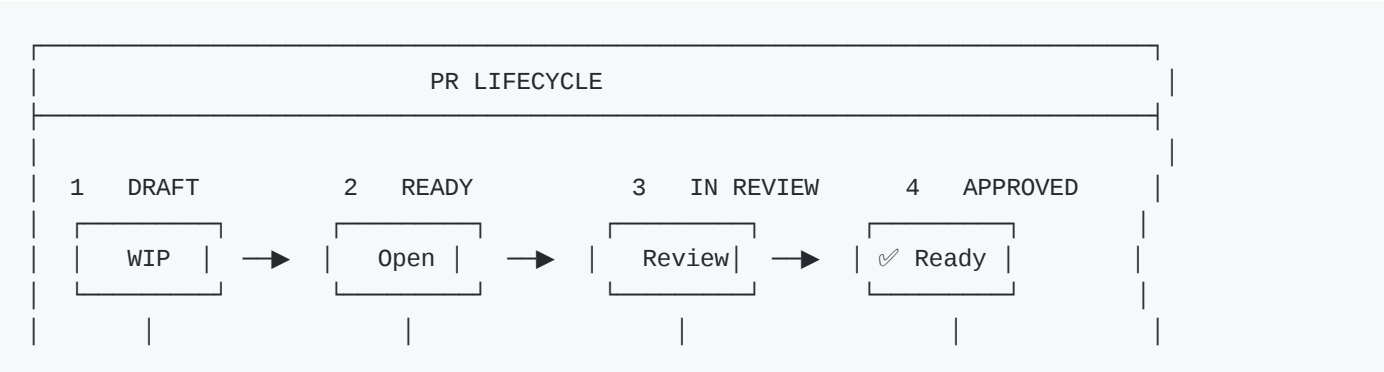 PR LIFECYCLE
1 DRAFT 2 READY 3 IN REVIEW 4 APPROVED
WIP Open Review ✅ Ready